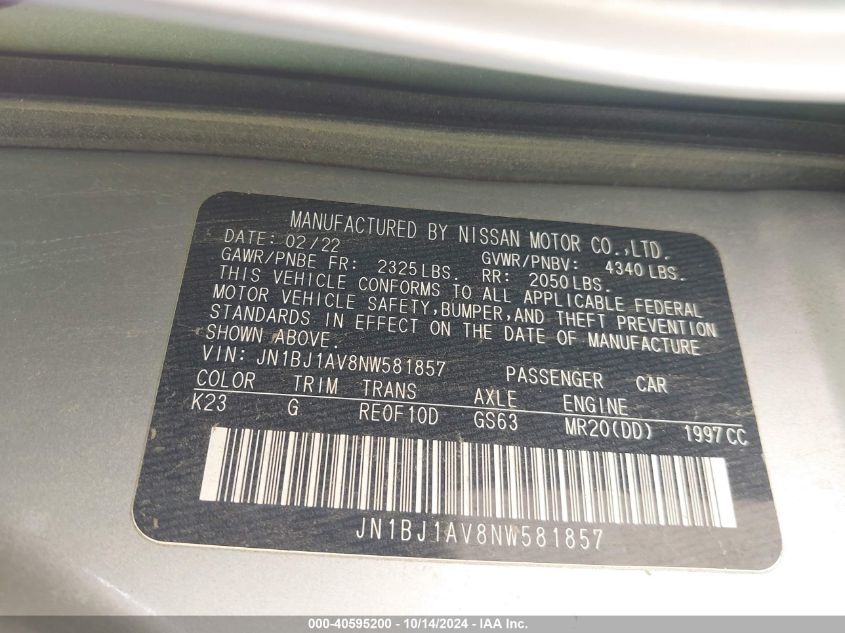 MANUFACTURED BY NISSAN MOTOR CO.,LTD.
DATE: 02/22
GAWR/PNBE FR: 2325LBS. GVWR/PNBV: 4340LBS.
RR: 2050LBS.
THIS VEHICLE CONFORMS TO ALL APPLICABLE FEDERAL
MOTOR VEHICLE SAFETY,BUMPER,AND THEFT PREVENTION
STANDARDS IN EFFECT ON THE DATE OF MANUFACTURE
SHOWN ABOVE.
VIN: JN1BJ1AV8NW581857 PASSENGER CAR
COLOR TRIM TRANS AXLE ENGINE
K23 G RE0F10D GS63 MR20(DD) 1997CC
JN1BJ1AV8NW581857
000-40595200 - 10/14/2024 - IAA Inc.